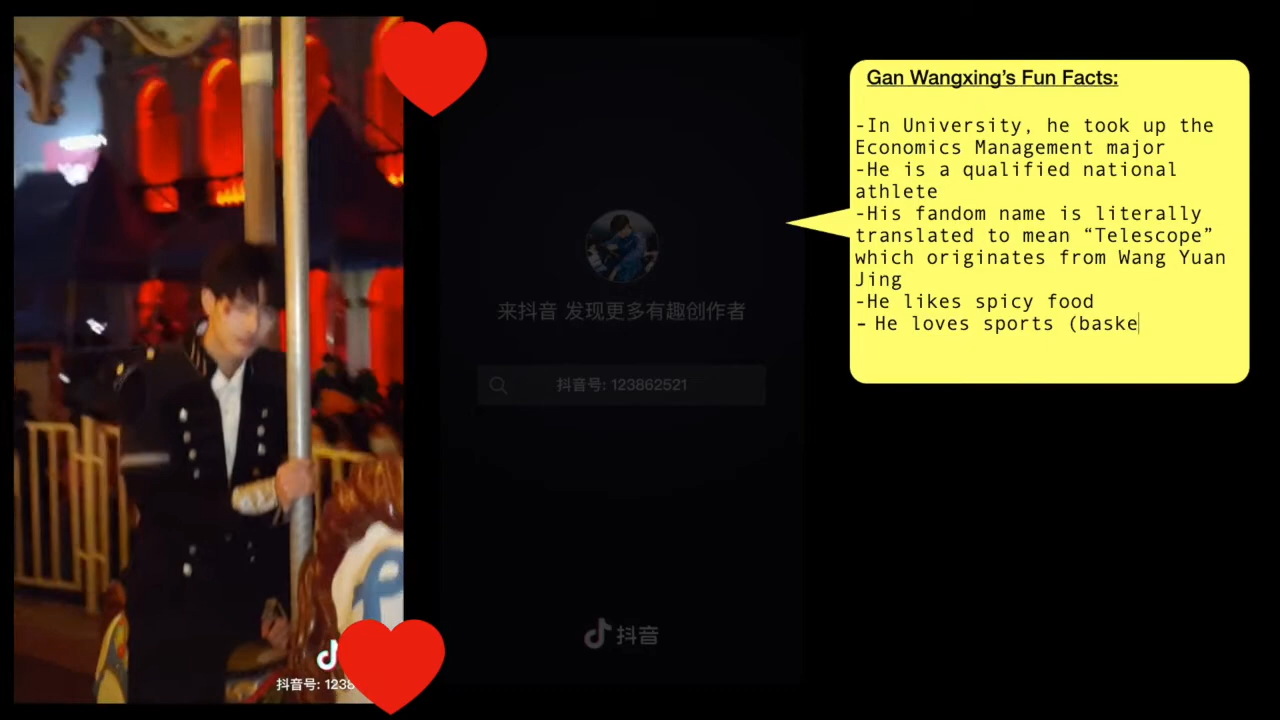 Gan Wangxing's Fun Facts:
-In University, he took up the
Economics Management major
-He is a qualified national
athlete
-His fandom name is literally
translated to mean “Telescope”
which originates from Wang Yuan
Jing
-He likes spicy food
- He loves sports (baske
来抖音 发现更多有趣创作者
抖音号: 123862521
抖音
抖音号: 1238